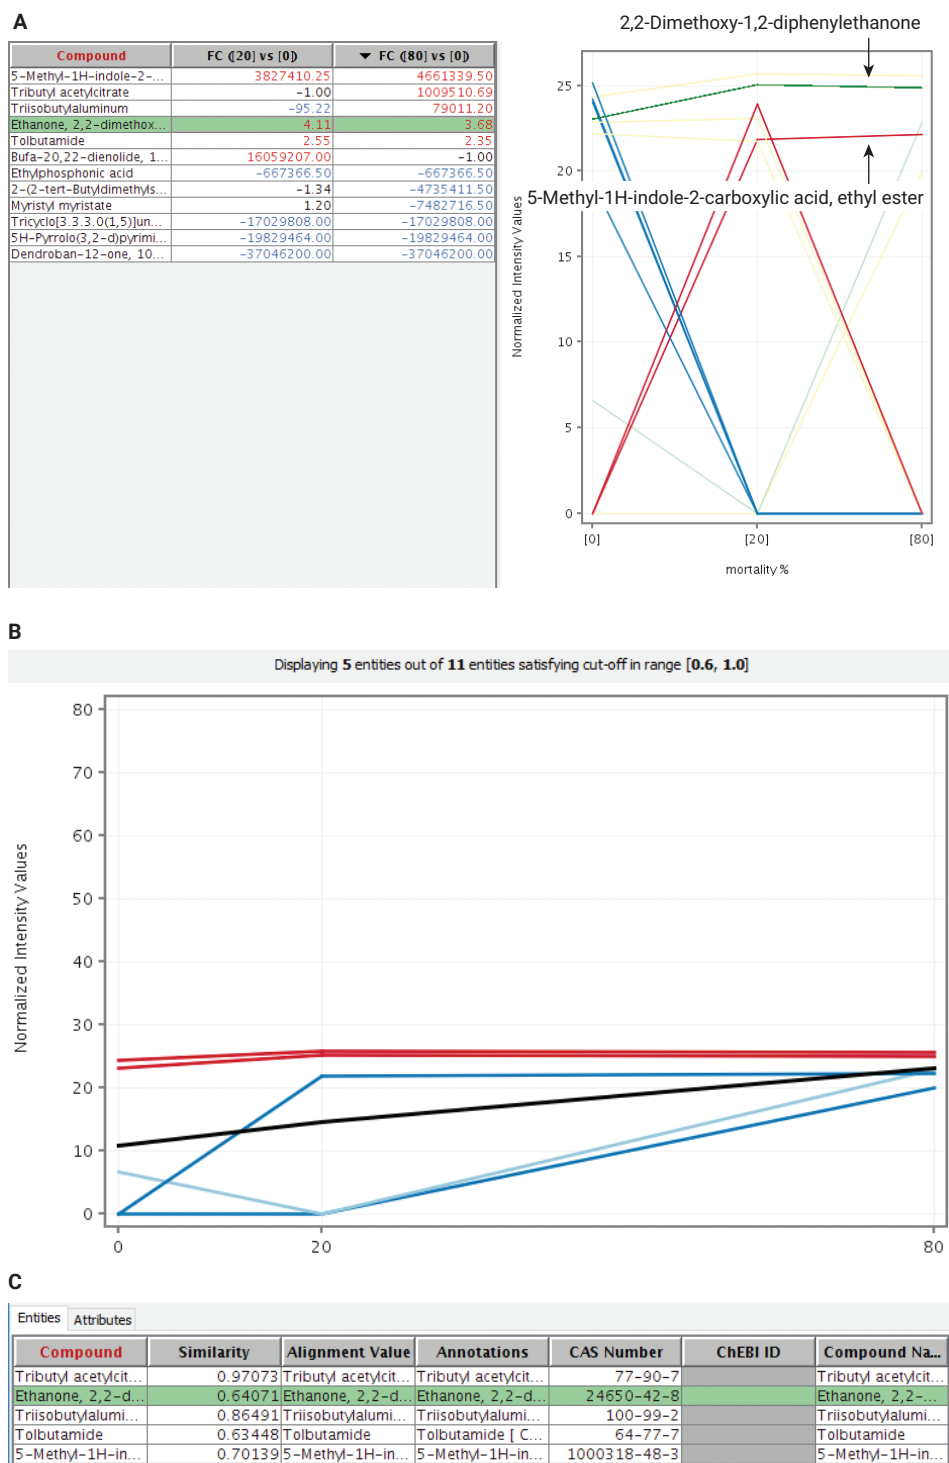 A
Compound FC ([20] vs [0]) FC ([80] vs [0])
5-Methyl-1H-indole-2-... 3827410.25 4661339.50
Tributyl acetylcitrate -1.00 1009510.69
Triisobutylaluminum -95.22 79011.20
Ethanone, 2,2-dimethox... 4.11 3.68
Tolbutamide 2.55 2.35
Bufa-20,22-dienolide, 1... 16059207.00 -1.00
Ethylphosphonic acid -667366.50 -667366.50
2-(2-tert-Butyldimethyls... -1.34 -4735411.50
Myristyl myristate 1.20 -7482716.50
Tricyclo[3.3.3.0(1,5)]un... -17029808.00 -17029808.00
5H-Pyrrolo(3,2-d)pyrimi... -19829464.00 -19829464.00
Dendroban-12-one, 10... -37046200.00 -37046200.00
2,2-Dimethoxy-1,2-diphenylethanone
25
20
5-Methyl-1H-indole-2-carboxylic acid, ethyl ester
15
10
5
0
Normalized Intensity Values
[0] [20] [80]
mortality %
B
Displaying 5 entities out of 11 entities satisfying cut-off in range [0.6, 1.0]
80
70
60
50
40
30
20
10
0
Normalized Intensity Values
0 20 80
C
Entities Attributes
Compound Similarity Alignment Value Annotations CAS Number ChEBI ID Compound Na...
Tributyl acetylcit... 0.97073 Tributyl acetylcit... Tributyl acetylcit... 77-90-7 Tributyl acetylcit...
Ethanone, 2,2-d... 0.64071 Ethanone, 2,2-d... Ethanone, 2,2-d... 24650-42-8 Ethanone, 2,2-...
Triisobutylalumi... 0.86491 Triisobutylalumi... Triisobutylalumi... 100-99-2 Triisobutylalumi...
Tolbutamide 0.63448 Tolbutamide Tolbutamide [ C... 64-77-7 Tolbutamide
5-Methyl-1H-in... 0.70139 5-Methyl-1H-in... 5-Methyl-1H-in... 1000318-48-3 5-Methyl-1H-in...